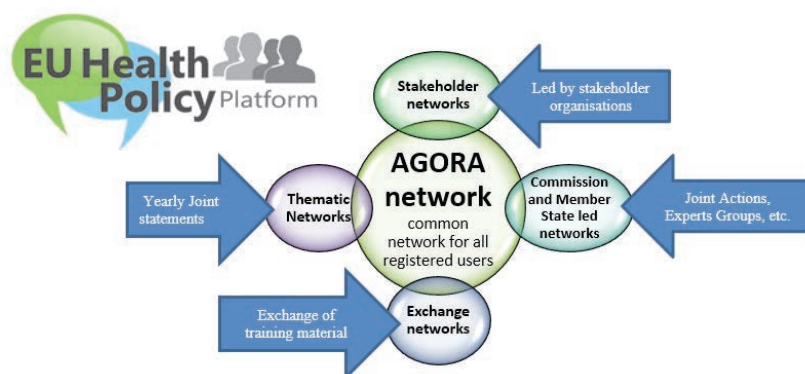 EU Health
Policy Platform
Stakeholder
networks
Led by stakeholder
organisations
AGORA
network
common
network for all
registered users
Yearly Joint
statements
Thematic
Networks
Commission
and Member
State led
networks
Joint Actions,
Experts Groups, etc.
Exchange of
training material
Exchange
networks